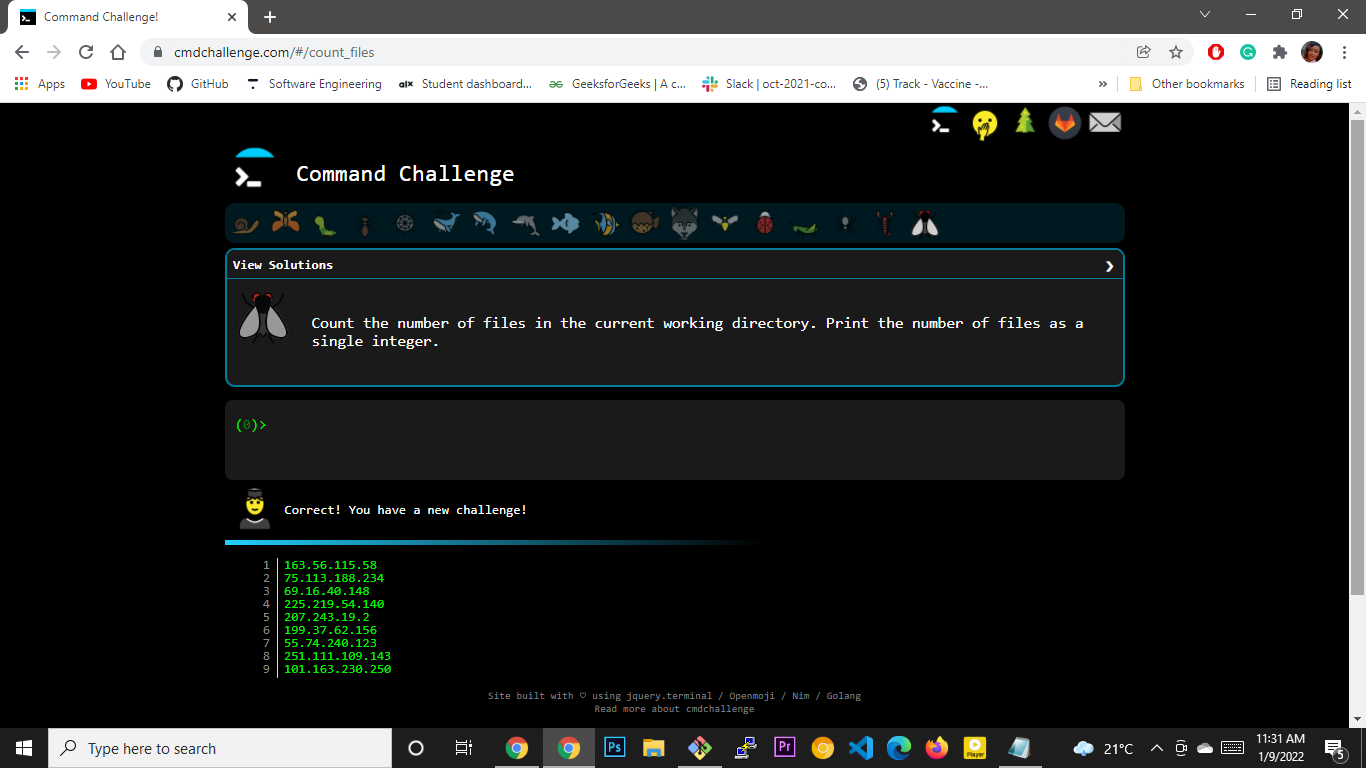 Command Challenge!
cmdchallenge.com/#/count_files
Apps YouTube GitHub Software Engineering alx Student dashboard... GeeksforGeeks | A c... Slack | oct-2021-co... (5) Track - Vaccine -... » Other bookmarks Reading list
Command Challenge
View Solutions
Count the number of files in the current working directory. Print the number of files as a
single integer.
(0)>
Correct! You have a new challenge!
1 163.56.115.58
2 75.113.188.234
3 69.16.40.148
4 225.219.54.140
5 207.243.19.2
6 199.37.62.156
7 55.74.240.123
8 251.111.109.143
9 101.163.230.250
Site built with ♡ using jquery.terminal / Openmoji / Nim / Golang
Read more about cmdchallenge
Type here to search
Ps
Pr
Player
21°C
11:31 AM
1/9/2022
5